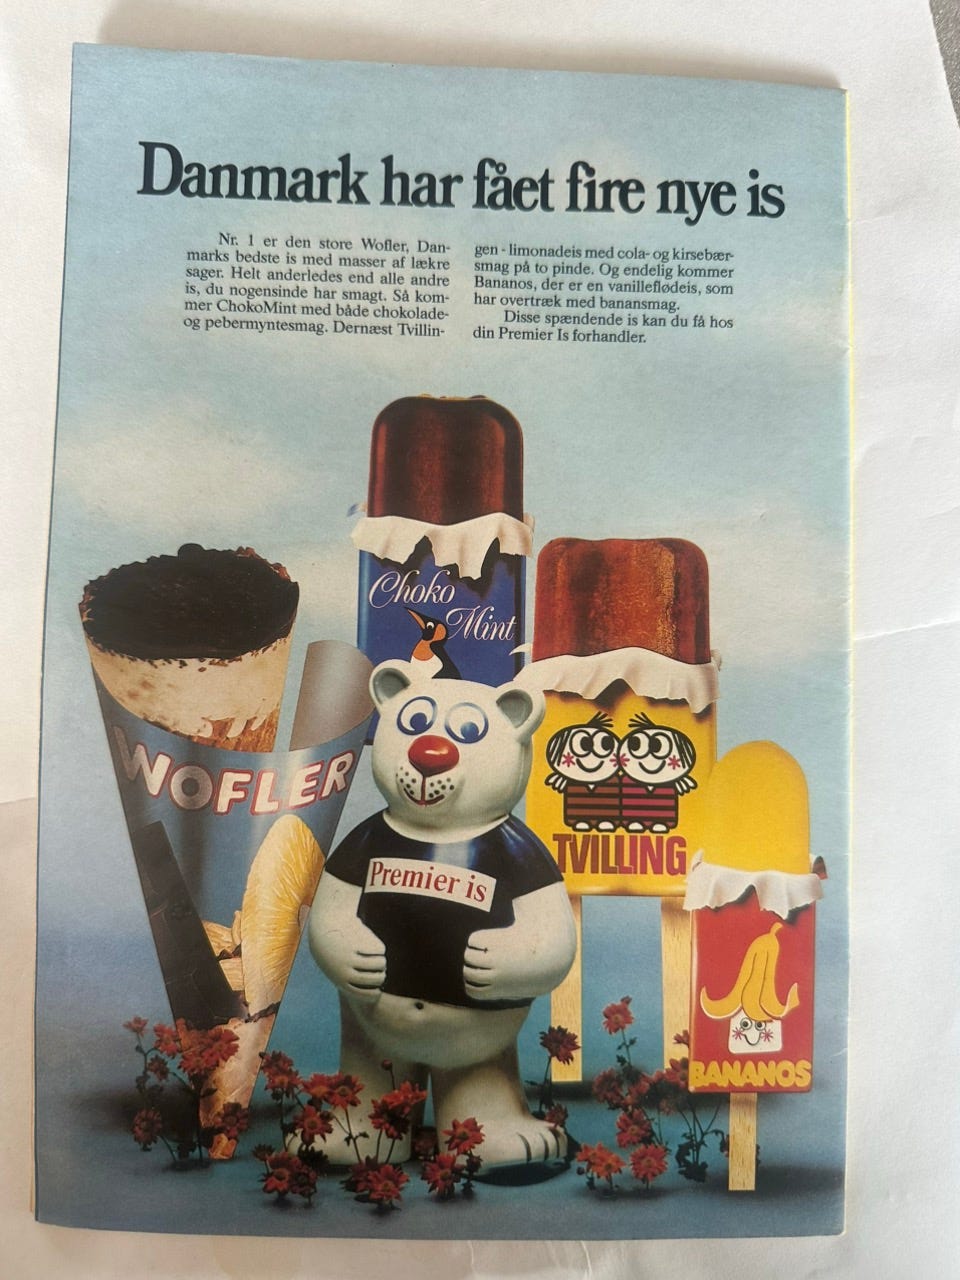 Danmark har fået fire nye is
Nr. 1 er den store Wofler, Dan-
marks bedste is med masser af lækre
sager. Helt anderledes end alle andre
is, du nogensinde har smagt. Så kom-
mer ChokoMint med både chokolade-
og pebermyntesmag. Dernæst Tvillin-
gen - limonadeis med cola- og kirsebær-
smag på to pinde. Og endelig kommer
Bananos, der er en vanilleflødeis, som
har overtræk med banansmag.
Disse spændende is kan du få hos
din Premier Is forhandler.
Choko
Mint
WOFLER
TVILLING
Premier is
BANANOS